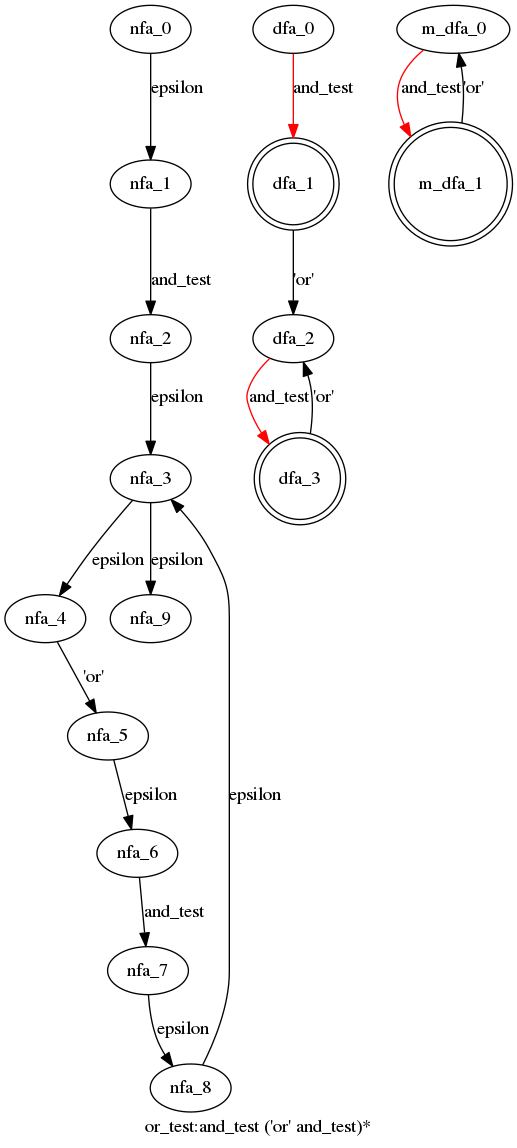 nfa_0
epsilon
nfa_1
and_test
nfa_2
epsilon
nfa_3
epsilon
epsilon
nfa_4
nfa_9
'or'
nfa_5
epsilon
epsilon
nfa_6
and_test
nfa_7
epsilon
nfa_8
dfa_0
and_test
dfa_1
'or'
dfa_2
and_test
'or'
dfa_3
m_dfa_0
and_test
'or'
m_dfa_1
or_test:and_test ('or' and_test)*